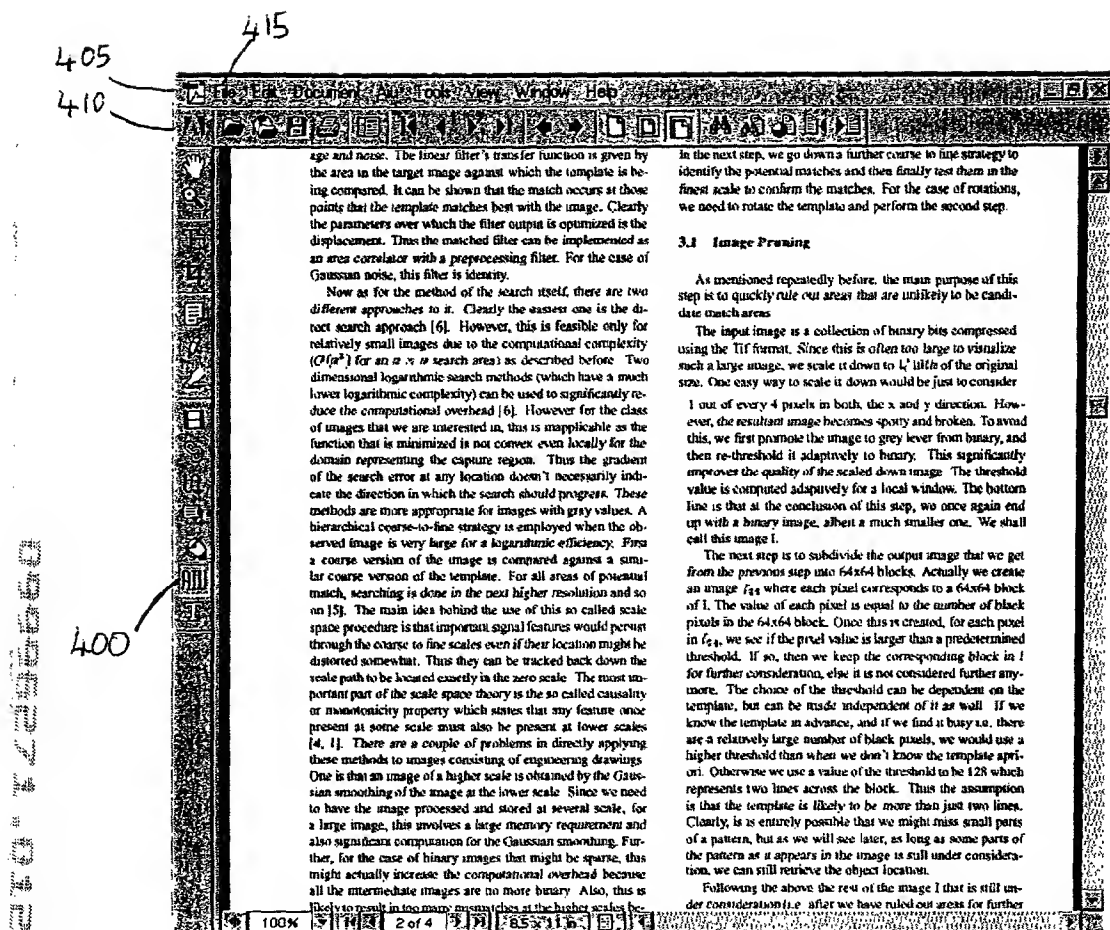 415
405
410
400
File Edit Document Aid Tools View Window Help
age and noise. The linear filter's transfer function is given by
the area in the target image against which the template is be-
ing compared. It can be shown that the match occurs at those
points that the template matches best with the image. Clearly
the parameters over which the filter output is optimized is the
displacement. Thus the matched filter can be implemented as
an area correlator with a preprocessing filter. For the case of
Gaussian noise, this filter is identity.
Now as for the method of the search itself, there are two
different approaches to it. Clearly the easiest one is the di-
rect search approach [6]. However, this is feasible only for
relatively small images due to the computational complexity
(O(n²) for an n × n search area) as described before. Two
dimensional logarithmic search methods (which have a much
lower logarithmic complexity) can be used to significantly re-
duce the computational overhead [6]. However for the class
of images that we are interested in, this is inapplicable as the
function that is minimized is not convex even locally for the
domain representing the capture region. Thus the gradient
of the search error at any location doesn't necessarily indi-
cate the direction in which the search should progress. These
methods are more appropriate for images with gray values. A
hierarchical coarse-to-fine strategy is employed when the ob-
served image is very large for a logarithmic efficiency. First
a coarse version of the image is compared against a simi-
lar coarse version of the template. For all areas of potential
match, searching is done in the next higher resolution and so
on [5]. The main idea behind the use of this so called scale
space procedure is that important signal features would persist
through the coarse to fine scales even if their location might be
distorted somewhat. Thus they can be tracked back down the
scale path to be located exactly in the zero scale. The most im-
portant part of the scale space theory is the so called causality
or monotonicity property which states that any feature once
present at some scale must also be present at lower scales
[4, 1]. There are a couple of problems in directly applying
these methods to images consisting of engineering drawings
One is that an image of a higher scale is obtained by the Gaus-
sian smoothing of the image at the lower scale. Since we need
to have the image processed and stored at several scale, for
a large image, this involves a large memory requirement and
also significant computation for the Gaussian smoothing. Fur-
ther, for the case of binary images that might be sparse, this
might actually increase the computational overhead because
all the intermediate images are no more binary. Also, this is
likely to result in too many mismatches at the higher scales be-
In the next step, we go down a further coarse to fine strategy to
identify the potential matches and then finally test them in the
finest scale to confirm the matches. For the case of rotations,
we need to rotate the template and perform the second step.
3.1 Image Pruning
As mentioned repeatedly before, the main purpose of this
step is to quickly rule out areas that are unlikely to be candi-
date match areas
The input image is a collection of binary bits compressed
using the Tif format. Since this is often too large to visualize
such a large image, we scale it down to of the original
size. One easy way to scale it down would be just to consider
1 out of every 4 pixels in both, the x and y direction. How-
ever, the resultant image becomes spotty and broken. To avoid
this, we first promote the image to grey lever from binary, and
then re-threshold it adaptively to binary. This significantly
improves the quality of the scaled down image. The threshold
value is computed adaptively for a local window. The bottom
line is that at the conclusion of this step, we once again end
up with a binary image, albeit a much smaller one. We shall
call this image I.
The next step is to subdivide the output image that we get
from the previous step into 64x64 blocks. Actually we create
an image I₆₄ where each pixel corresponds to a 64x64 block
of I. The value of each pixel is equal to the number of black
pixels in the 64x64 block. Once this is created, for each pixel
in I₆₄, we see if the pixel value is larger than a predetermined
threshold. If so, then we keep the corresponding block in I
for further consideration, else it is not considered further any-
more. The choice of the threshold can be dependent on the
template, but can be made independent of it as wall. If we
know the template in advance, and if we find it busy i.e. there
are a relatively large number of black pixels, we would use a
higher threshold than when we don't know the template apri-
ori. Otherwise we use a value of the threshold to be 128 which
represents two lines across the block. Thus the assumption
is that the template is likely to be more than just two lines.
Clearly, is is entirely possible that we might miss small parts
of a pattern, but as we will see later, as long as some parts of
the pattern as it appears in the image is still under considera-
tion, we can still retrieve the object location.
Following the above the rest of the image I that is still un-
der consideration i.e. after we have ruled out areas for further
100% 2 of 4 8.5 x 11 in